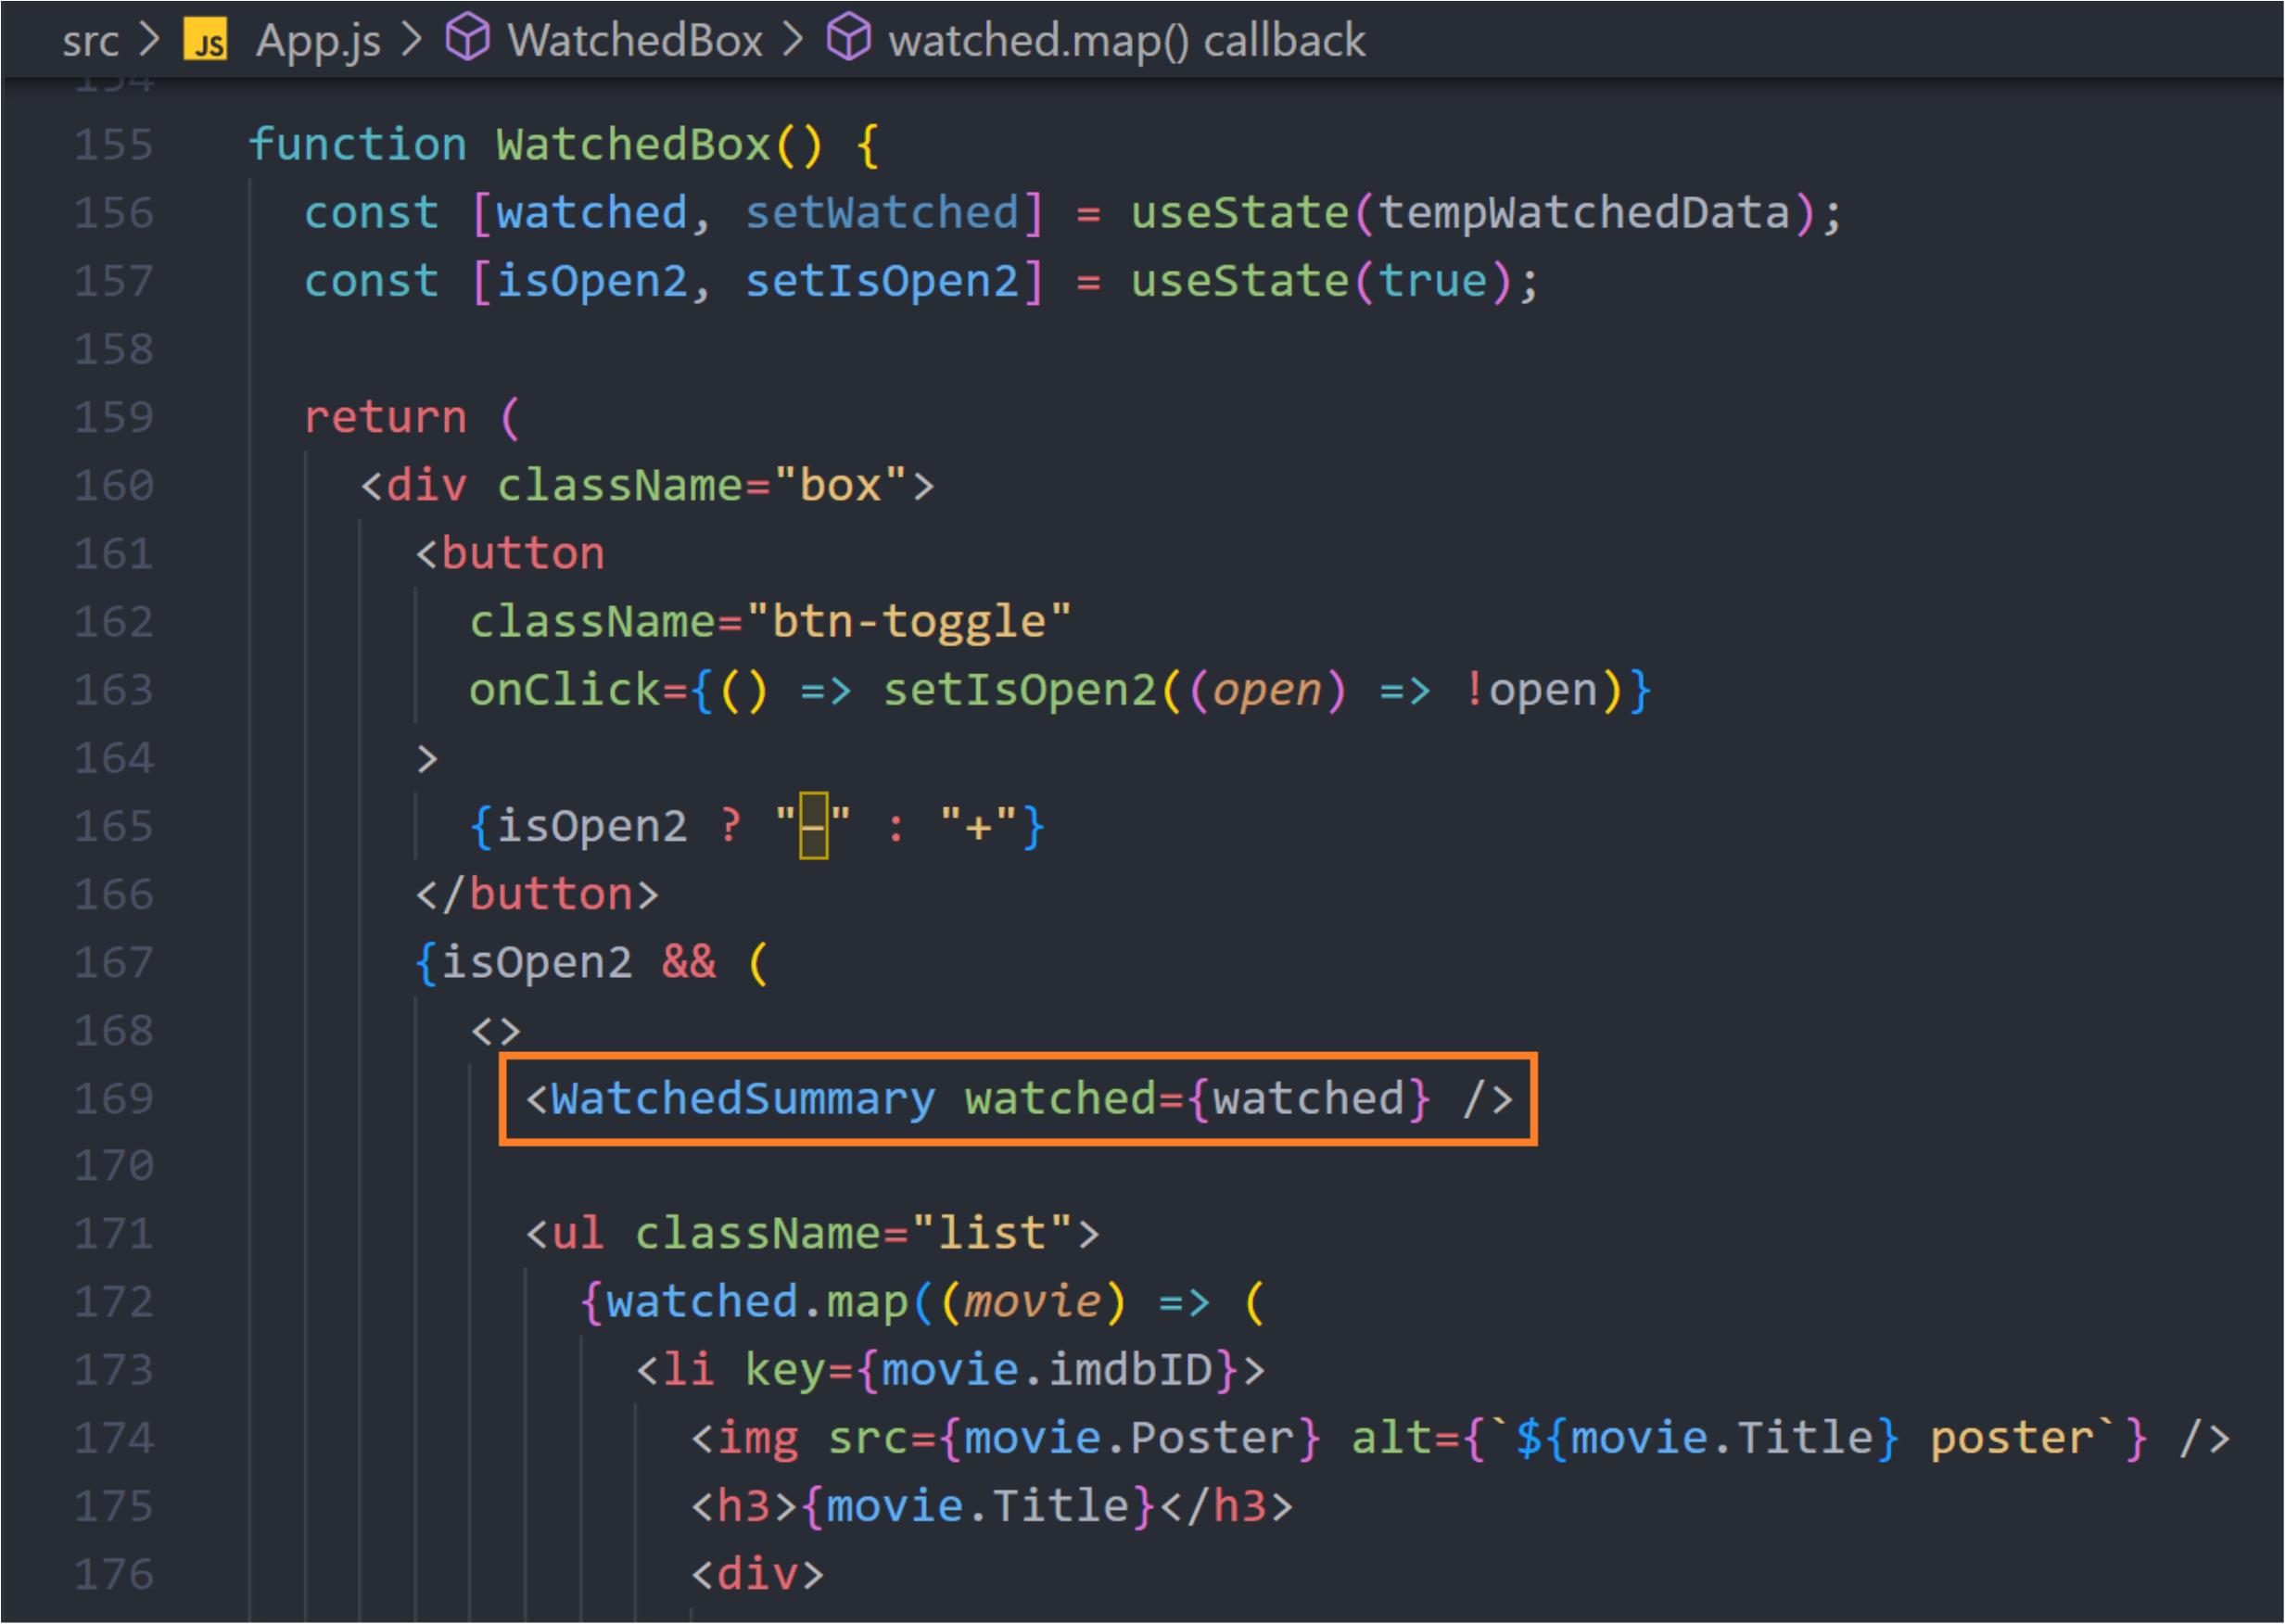 src > JS App.js > WatchedBox > watched.map() callback
154
155 function WatchedBox() {
156   const [watched, setWatched] = useState(tempWatchedData);
157   const [isOpen2, setIsOpen2] = useState(true);
158
159   return (
160     <div className="box">
161       <button
162         className="btn-toggle"
163         onClick={() => setIsOpen2((open) => !open)}
164       >
165         {isOpen2 ? "–" : "+"}
166       </button>
167       {isOpen2 && (
168         <>
169           <WatchedSummary watched={watched} />
170
171           <ul className="list">
172             {watched.map((movie) => (
173               <li key={movie.imdbID}>
174                 <img src={movie.Poster} alt={`${movie.Title} poster`} />
175                 <h3>{movie.Title}</h3>
176                 <div>